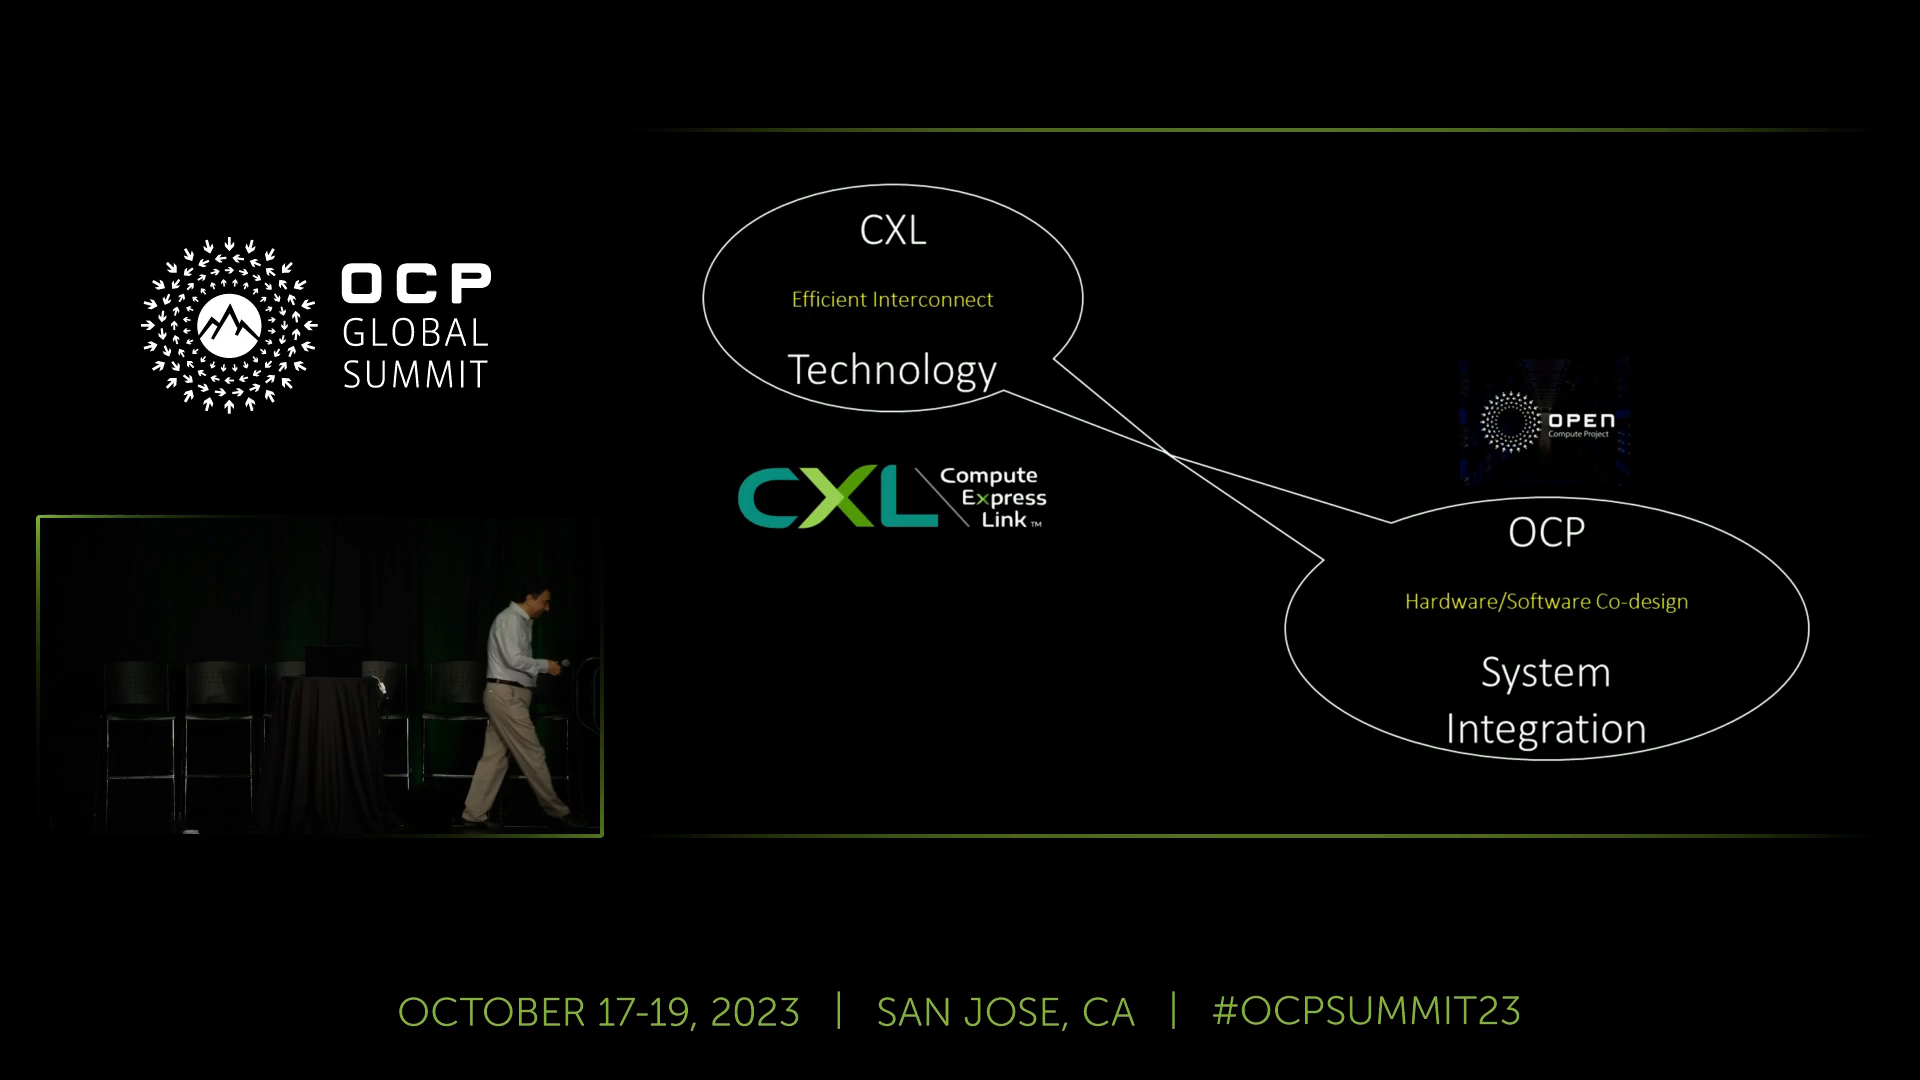 OCP
GLOBAL
SUMMIT
CXL
Efficient Interconnect
Technology
CXL
Compute
Express
Link™
OPEN
Compute Project
OCP
Hardware/Software Co-design
System
Integration
OCTOBER 17-19, 2023 | SAN JOSE, CA | #OCPSUMMIT23